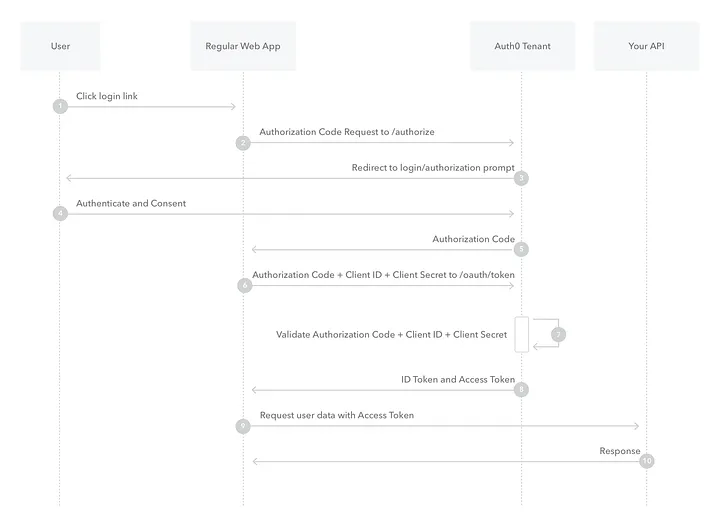 User
Regular Web App
Auth0 Tenant
Your API
1
Click login link
2
Authorization Code Request to /authorize
Redirect to login/authorization prompt
3
4
Authenticate and Consent
Authorization Code
5
6
Authorization Code + Client ID + Client Secret to /oauth/token
Validate Authorization Code + Client ID + Client Secret
7
ID Token and Access Token
8
9
Request user data with Access Token
Response
10